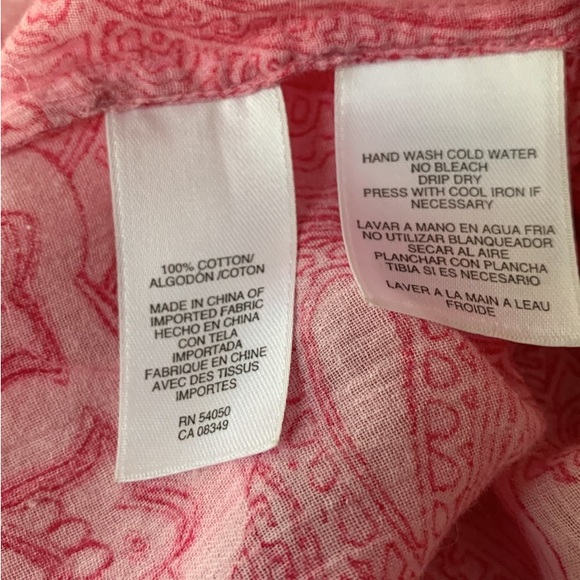 100% COTTON/
ALGODÓN /COTON
MADE IN CHINA OF
IMPORTED FABRIC
HECHO EN CHINA
CON TELA
IMPORTADA
FABRIQUE EN CHINE
AVEC DES TISSUS
IMPORTES
RN 54050
CA 08349
HAND WASH COLD WATER
NO BLEACH
DRIP DRY
PRESS WITH COOL IRON IF
NECESSARY
LAVAR A MANO EN AGUA FRIA
NO UTILIZAR BLANQUEADOR
SECAR AL AIRE
PLANCHAR CON PLANCHA
TIBIA SI ES NECESARIO
LAVER A LA MAIN A LEAU
FROIDE